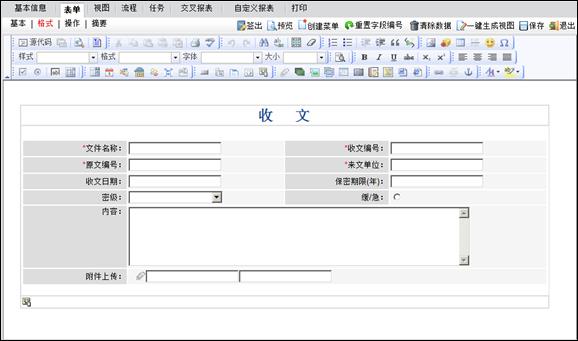 基本信息 表单 视图 流程 任务 交叉报表 自定义报表 打印
基本 | 格式 | 操作 | 摘要 签出 预览 创建菜单 重置字段编号 清除数据 一键生成视图 保存 退出
源代码
样式 格式 字体 大小 B I U abc x₂ x²
收 文
*文件名称: *收文编号:
*原文编号: *来文单位:
收文日期: 保密期限(年):
密级: 缓/急:
内容:
附件上传: